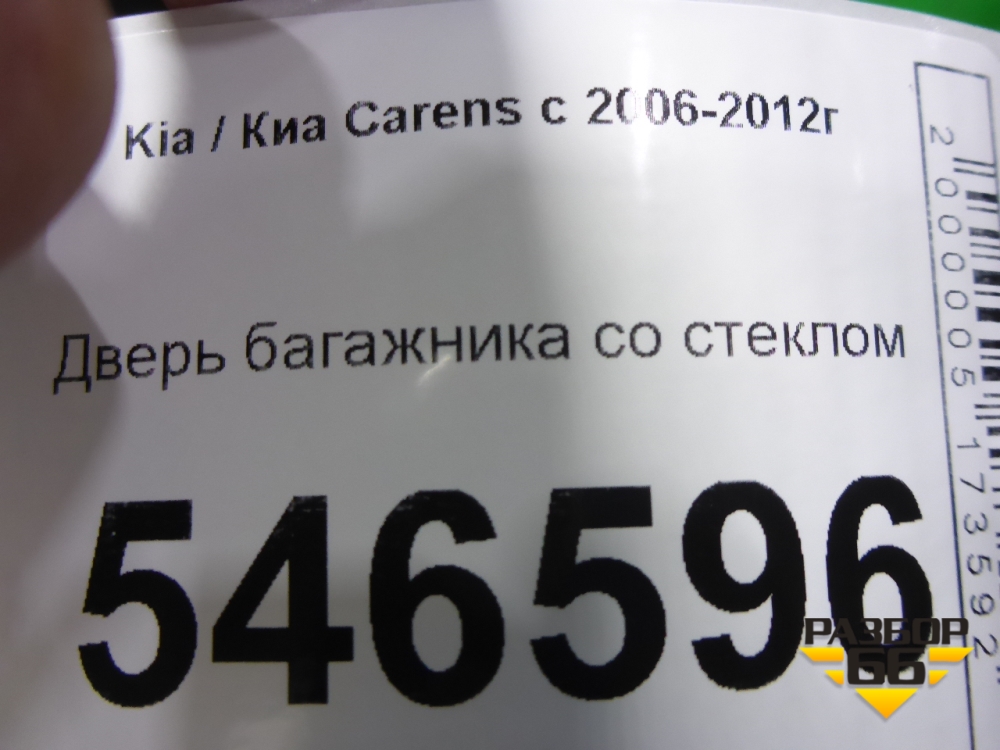 Kia / Киа Carens с 2006-2012г
Дверь багажника со стеклом
546596
2000005173592
РАЗБОР
66